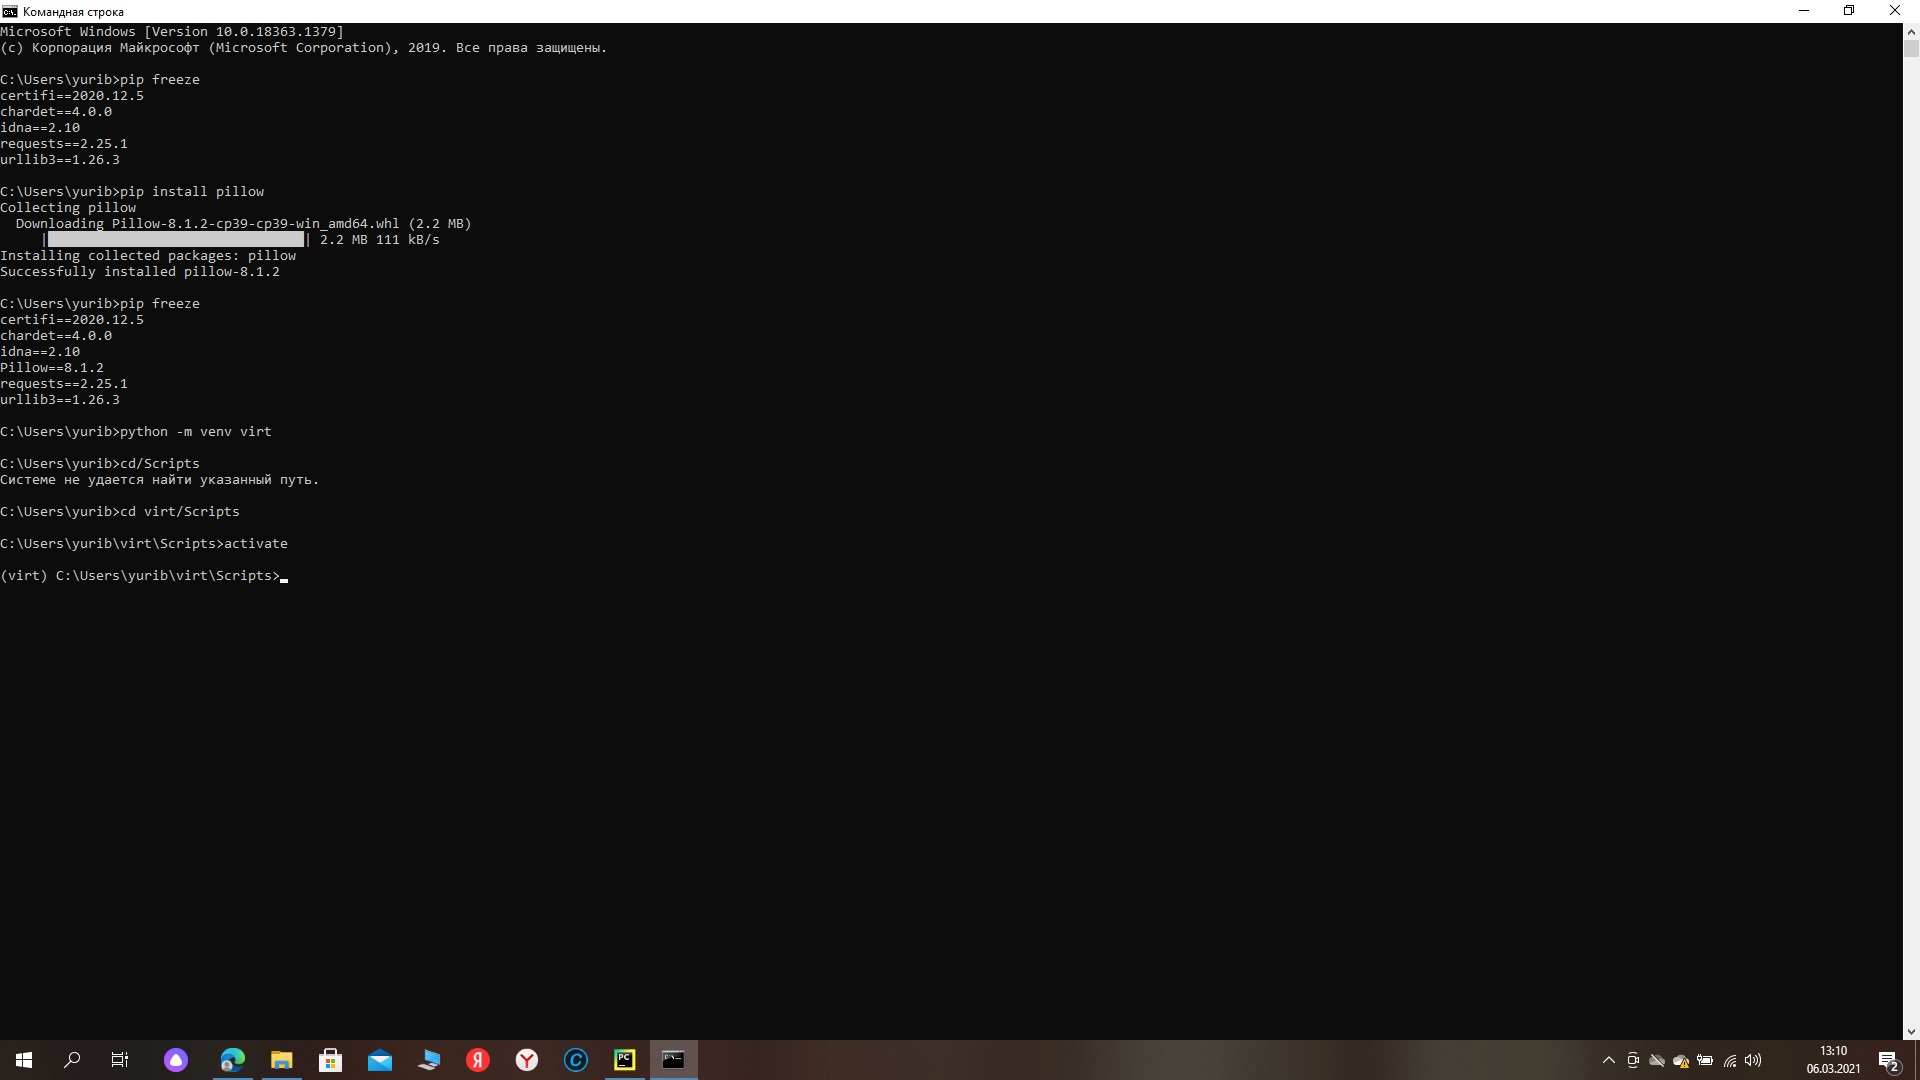 Командная строка
Microsoft Windows [Version 10.0.18363.1379]
(c) Корпорация Майкрософт (Microsoft Corporation), 2019. Все права защищены.
C:\Users\yurib>pip freeze
certifi==2020.12.5
chardet==4.0.0
idna==2.10
requests==2.25.1
urllib3==1.26.3
C:\Users\yurib>pip install pillow
Collecting pillow
Downloading Pillow-8.1.2-cp39-cp39-win_amd64.whl (2.2 MB)
| 2.2 MB 111 kB/s
Installing collected packages: pillow
Successfully installed pillow-8.1.2
C:\Users\yurib>pip freeze
certifi==2020.12.5
chardet==4.0.0
idna==2.10
Pillow==8.1.2
requests==2.25.1
urllib3==1.26.3
C:\Users\yurib>python -m venv virt
C:\Users\yurib>cd/Scripts
Системе не удается найти указанный путь.
C:\Users\yurib>cd virt/Scripts
C:\Users\yurib\virt\Scripts>activate
(virt) C:\Users\yurib\virt\Scripts>
Я
Y
C
PC
13:10
06.03.2021
2